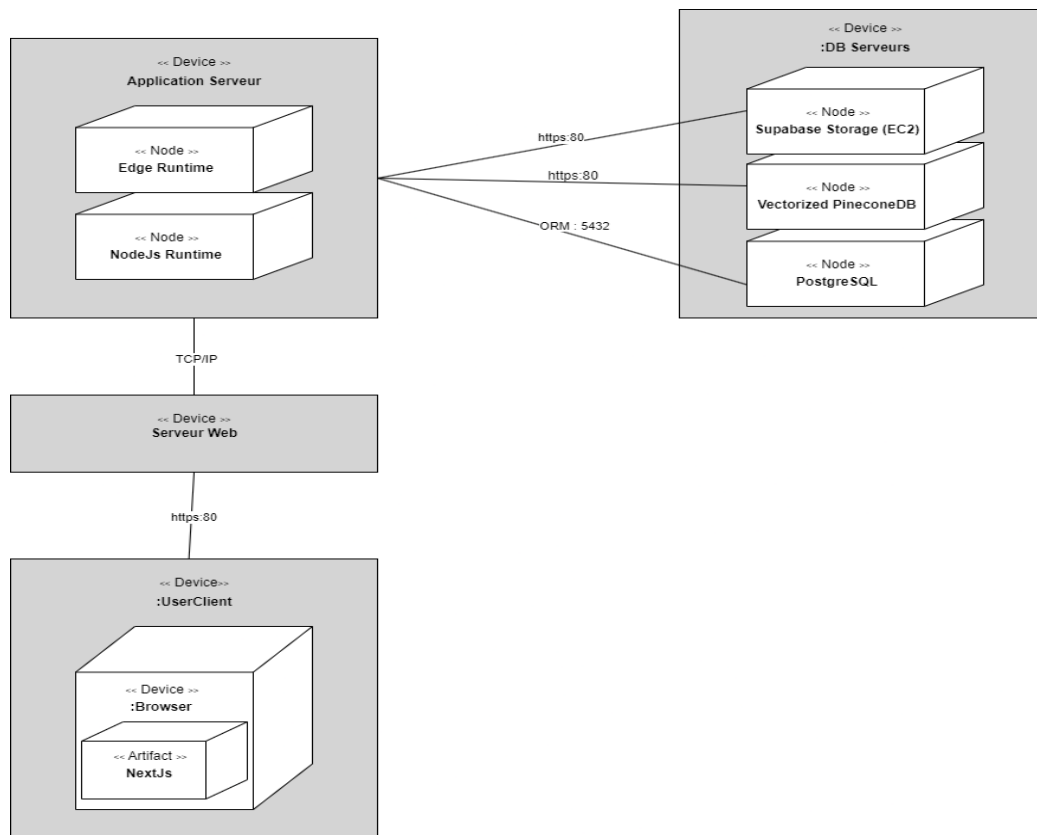 << Device >>
Application Serveur
<< Node >>
Edge Runtime
<< Node >>
NodeJs Runtime
<< Device >>
:DB Serveurs
<< Node >>
Supabase Storage (EC2)
<< Node >>
Vectorized PineconeDB
<< Node >>
PostgreSQL
https:80
https:80
ORM : 5432
TCP/IP
<< Device >>
Serveur Web
https:80
<< Device>>
:UserClient
<< Device >>
:Browser
<< Artifact >>
NextJs